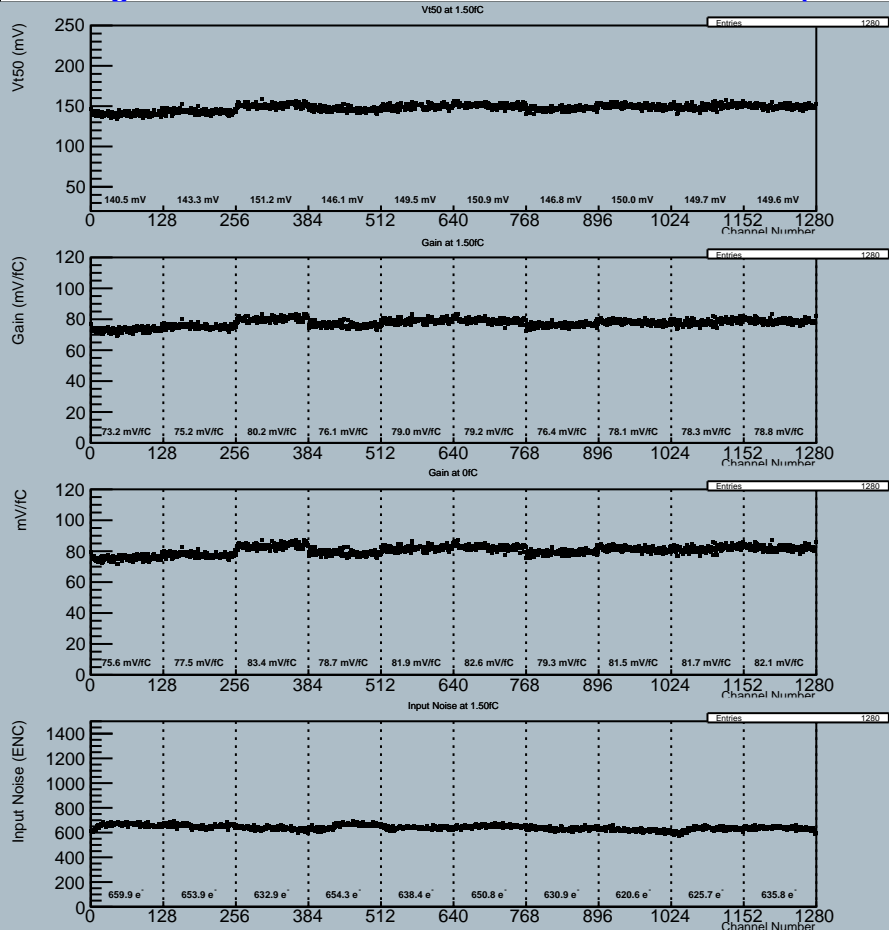 Vt50 at 1.50fC
Entries 1280
Vt50 (mV)
250
200
150
100
50
140.5 mV 143.3 mV 151.2 mV 146.1 mV 149.5 mV 150.9 mV 146.8 mV 150.0 mV 149.7 mV 149.6 mV
0 128 256 384 512 640 768 896 1024 1152 1280
Channel Number
Gain at 1.50fC
Entries 1280
Gain (mV/fC)
120
100
80
60
40
20
0
73.2 mV/fC 75.2 mV/fC 80.2 mV/fC 76.1 mV/fC 79.0 mV/fC 79.2 mV/fC 76.4 mV/fC 78.1 mV/fC 78.3 mV/fC 78.8 mV/fC
0 128 256 384 512 640 768 896 1024 1152 1280
Channel Number
Gain at 0fC
Entries 1280
mV/fC
120
100
80
60
40
20
0
75.6 mV/fC 77.5 mV/fC 83.4 mV/fC 78.7 mV/fC 81.9 mV/fC 82.6 mV/fC 79.3 mV/fC 81.5 mV/fC 81.7 mV/fC 82.1 mV/fC
0 128 256 384 512 640 768 896 1024 1152 1280
Channel Number
Input Noise at 1.50fC
Entries 1280
Input Noise (ENC)
1400
1200
1000
800
600
400
200
0
659.9 e⁻ 653.9 e⁻ 632.9 e⁻ 654.3 e⁻ 638.4 e⁻ 650.8 e⁻ 630.9 e⁻ 620.6 e⁻ 625.7 e⁻ 635.8 e⁻
0 128 256 384 512 640 768 896 1024 1152 1280
Channel Number